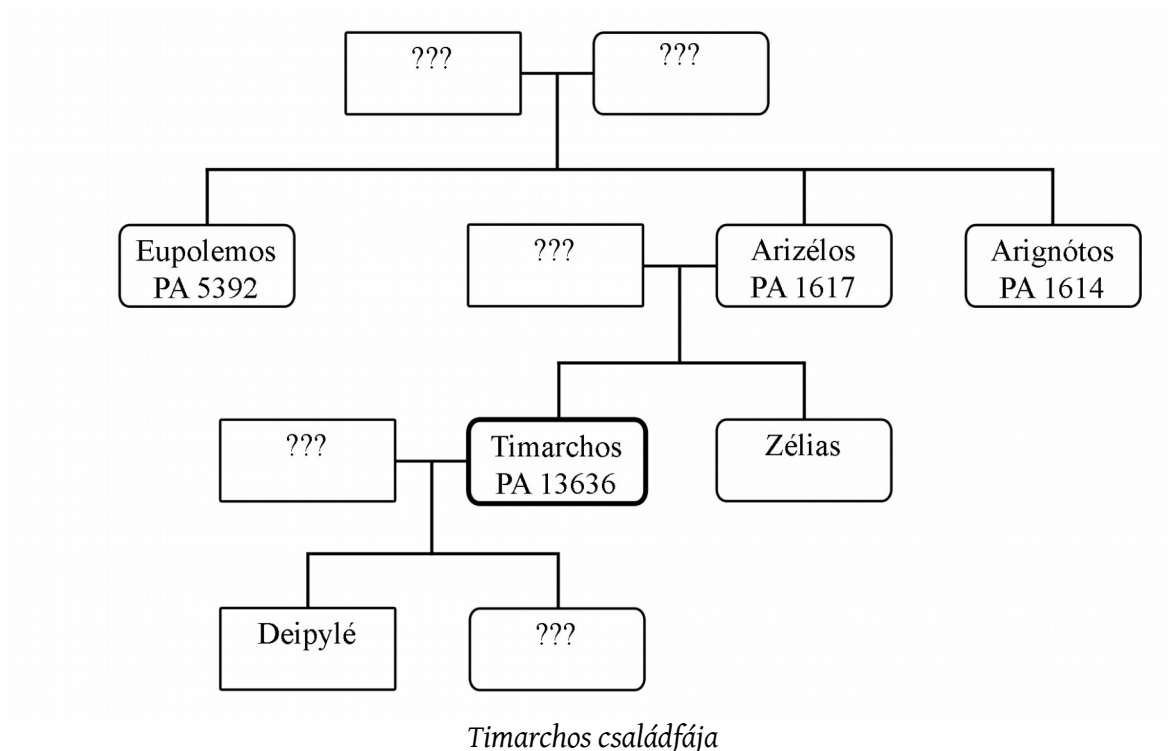 ???
???
Eupolemos
PA 5392
???
Arizélos
PA 1617
Arignótos
PA 1614
???
Timarchos
PA 13636
Zélias
Deipylé
???
Timarchos családfája